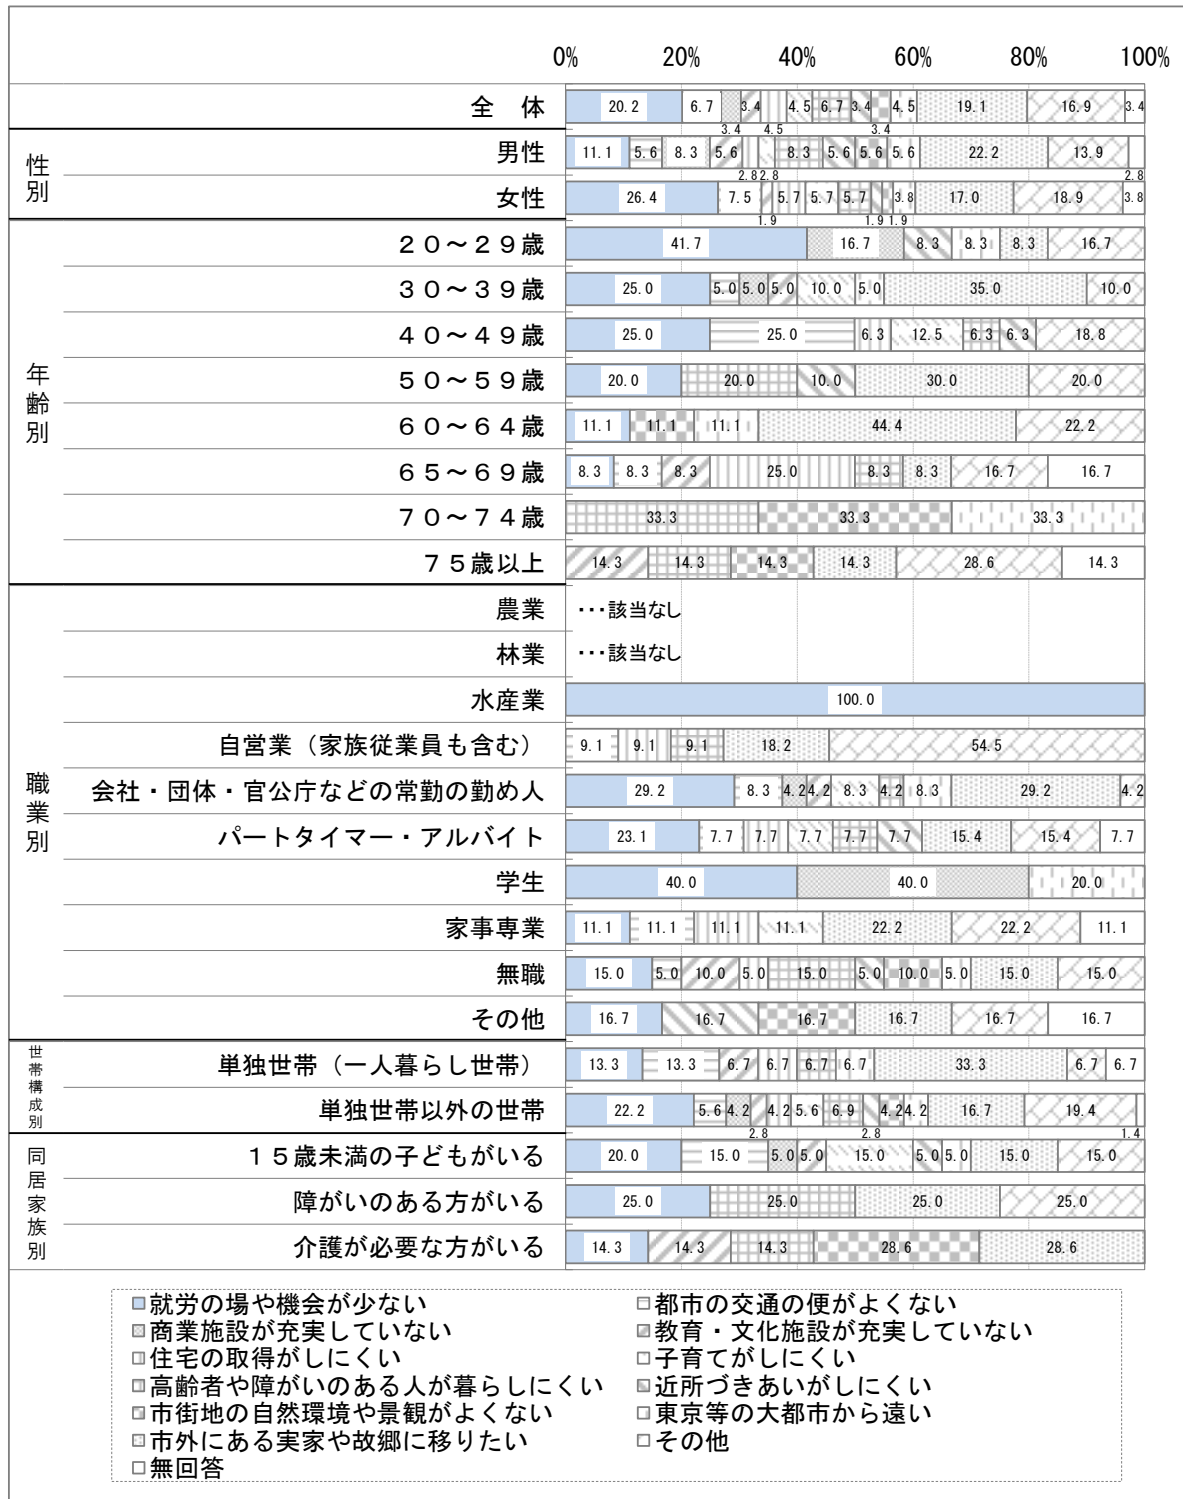 0% 20% 40% 60% 80% 100%
全　体 20.2 6.7 3.4 4.5 6.7 3.4 4.5 19.1 16.9 3.4
3.4 4.5 3.4
性別
男性 11.1 5.6 8.3 5.6 8.3 5.6 5.6 5.6 22.2 13.9
2.8 2.8 2.8
女性 26.4 7.5 5.7 5.7 5.7 3.8 17.0 18.9 3.8
1.9 1.9 1.9
年齢別
２０～２９歳 41.7 16.7 8.3 8.3 8.3 16.7
３０～３９歳 25.0 5.0 5.0 5.0 10.0 5.0 35.0 10.0
４０～４９歳 25.0 25.0 6.3 12.5 6.3 6.3 18.8
５０～５９歳 20.0 20.0 10.0 30.0 20.0
６０～６４歳 11.1 11.1 11.1 44.4 22.2
６５～６９歳 8.3 8.3 8.3 25.0 8.3 8.3 16.7 16.7
７０～７４歳 33.3 33.3 33.3
７５歳以上 14.3 14.3 14.3 14.3 28.6 14.3
職業別
農業 ･･･該当なし
林業 ･･･該当なし
水産業 100.0
自営業（家族従業員も含む） 9.1 9.1 9.1 18.2 54.5
会社・団体・官公庁などの常勤の勤め人 29.2 8.3 4.2 4.2 8.3 4.2 8.3 29.2 4.2
パートタイマー・アルバイト 23.1 7.7 7.7 7.7 7.7 7.7 15.4 15.4 7.7
学生 40.0 40.0 20.0
家事専業 11.1 11.1 11.1 11.1 22.2 22.2 11.1
無職 15.0 5.0 10.0 5.0 15.0 5.0 10.0 5.0 15.0 15.0
その他 16.7 16.7 16.7 16.7 16.7 16.7
世帯構成別
単独世帯（一人暮らし世帯） 13.3 13.3 6.7 6.7 6.7 6.7 33.3 6.7 6.7
単独世帯以外の世帯 22.2 5.6 4.2 4.2 5.6 6.9 4.2 4.2 16.7 19.4
2.8 2.8 1.4
同居家族別
１５歳未満の子どもがいる 20.0 15.0 5.0 5.0 15.0 5.0 5.0 15.0 15.0
障がいのある方がいる 25.0 25.0 25.0 25.0
介護が必要な方がいる 14.3 14.3 14.3 28.6 28.6
就労の場や機会が少ない 都市の交通の便がよくない
商業施設が充実していない 教育・文化施設が充実していない
住宅の取得がしにくい 子育てがしにくい
高齢者や障がいのある人が暮らしにくい 近所づきあいがしにくい
市街地の自然環境や景観がよくない 東京等の大都市から遠い
市外にある実家や故郷に移りたい その他
無回答